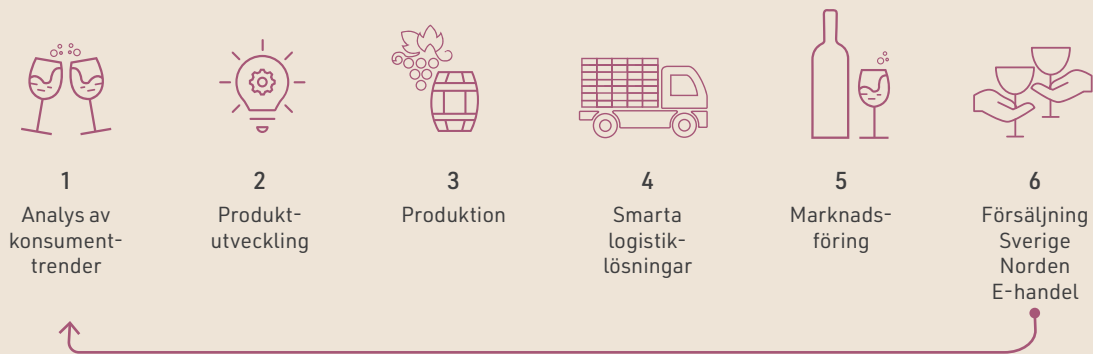 1
Analys av
konsument-
trender
2
Produkt-
utveckling
3
Produktion
4
Smarta
logistik-
lösningar
5
Marknads-
föring
6
Försäljning
Sverige
Norden
E-handel